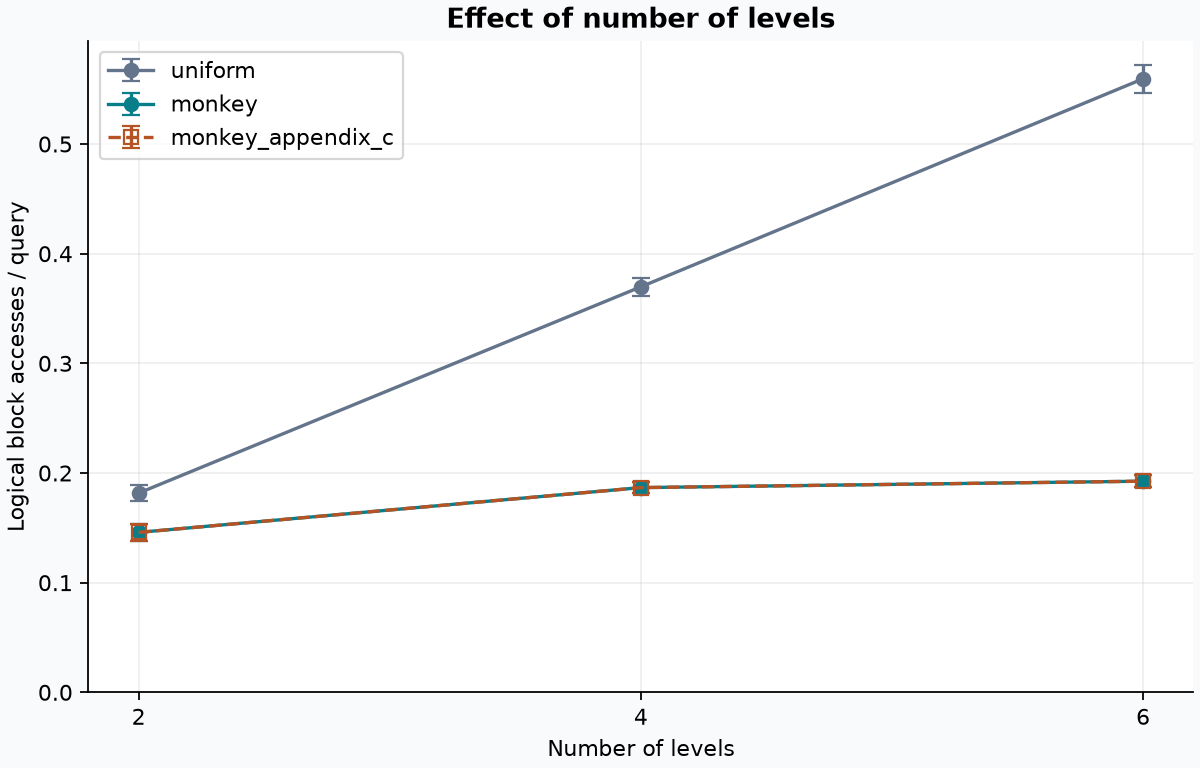 Effect of number of levels
uniform
monkey
monkey_appendix_c
Logical block accesses / query
0.5
0.4
0.3
0.2
0.1
0.0
2
4
6
Number of levels